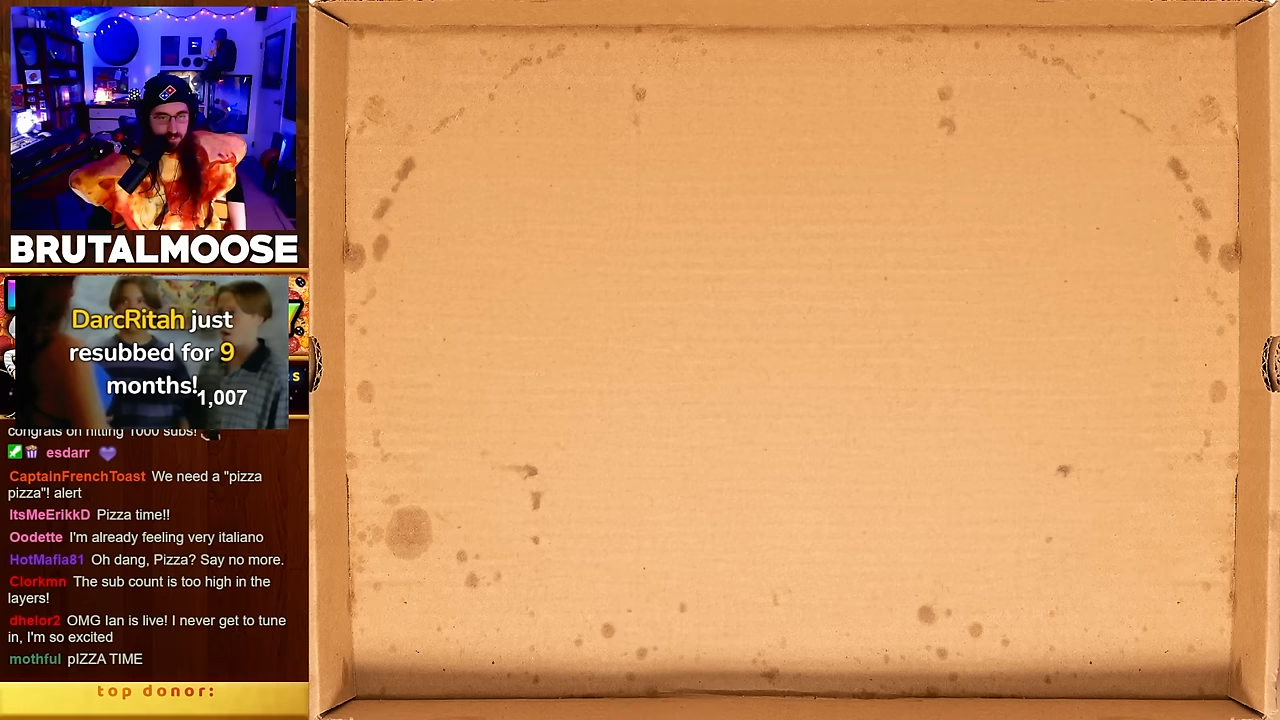 BRUTALMOOSE
DarcRitah just
resubbed for 9
months!
1,007
congrats on hitting 1000 subs!
esdarr
CaptainFrenchToast We need a "pizza
pizza"! alert
ItsMeErikkD Pizza time!!
Oodette I'm already feeling very italiano
HotMafia81 Oh dang, Pizza? Say no more.
Clorkmn The sub count is too high in the
layers!
dhelor2 OMG Ian is live! I never get to tune
in, I'm so excited
mothful pIZZA TIME
top donor: